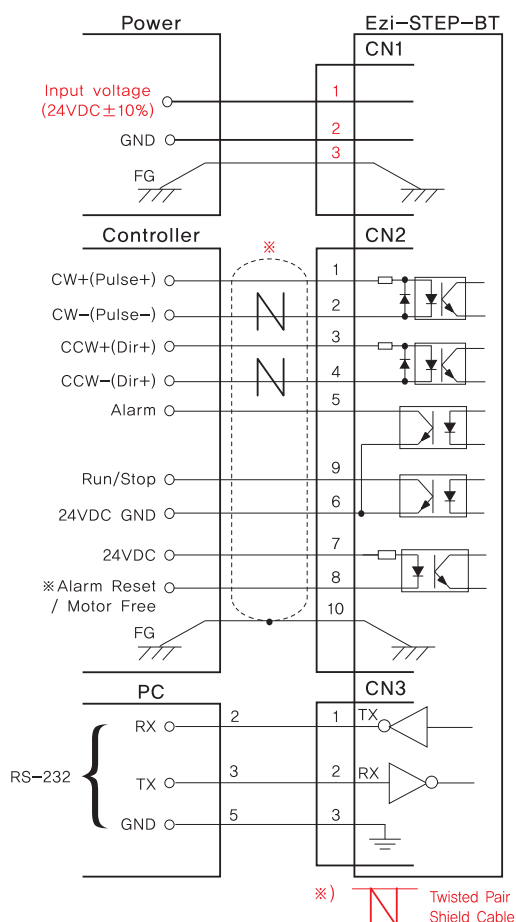 Power
Ezi-STEP-BT
CN1
Input voltage
(24VDC±10%)
1
GND
2
3
FG
Controller
※
CN2
CW+(Pulse+)
1
CW-(Pulse-)
2
CCW+(Dir+)
3
CCW-(Dir+)
4
Alarm
5
Run/Stop
9
24VDC GND
6
24VDC
7
※Alarm Reset
/ Motor Free
8
10
FG
PC
CN3
RX
2
1
TX
RS-232
TX
3
2
RX
GND
5
3
※)
Twisted Pair
Shield Cable